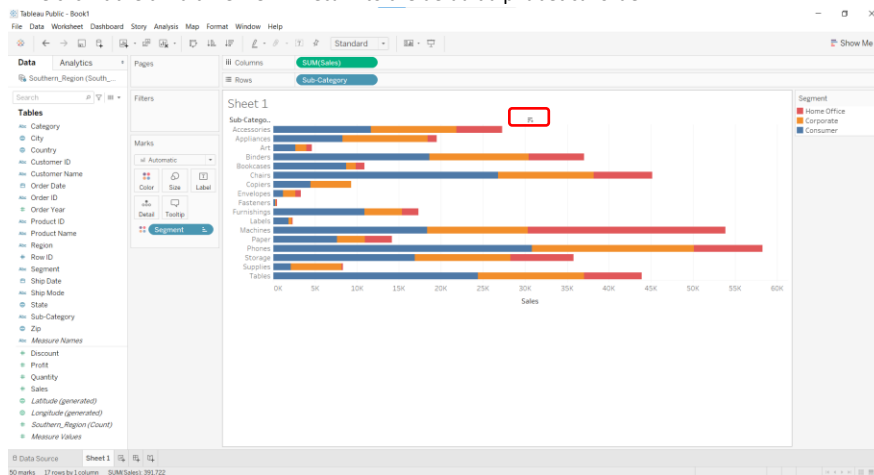 Tableau Public - Book1
File Data Worksheet Dashboard Story Analysis Map Format Window Help
Standard
Show Me
Data Analytics
Pages
Columns
SUM(Sales)
Southern_Region (South_...
Rows
Sub-Category
Search
Filters
Tables
Category
City
Country
Customer ID
Customer Name
Order Date
Order ID
Order Year
Product ID
Product Name
Region
Row ID
Segment
Ship Date
Ship Mode
State
Sub-Category
Zip
Measure Names
Discount
Profit
Quantity
Sales
Latitude (generated)
Longitude (generated)
Southern_Region (Count)
Measure Values
Marks
Automatic
Color Size Label
Detail Tooltip
Segment
Sheet 1
Sub-Catego..
Accessories
Appliances
Art
Binders
Bookcases
Chairs
Copiers
Envelopes
Fasteners
Furnishings
Labels
Machines
Paper
Phones
Storage
Supplies
Tables
0K 5K 10K 15K 20K 25K 30K 35K 40K 45K 50K 55K 60K
Sales
Segment
Home Office
Corporate
Consumer
Data Source Sheet 1
50 marks 17 rows by 1 column SUM(Sales): 391,722